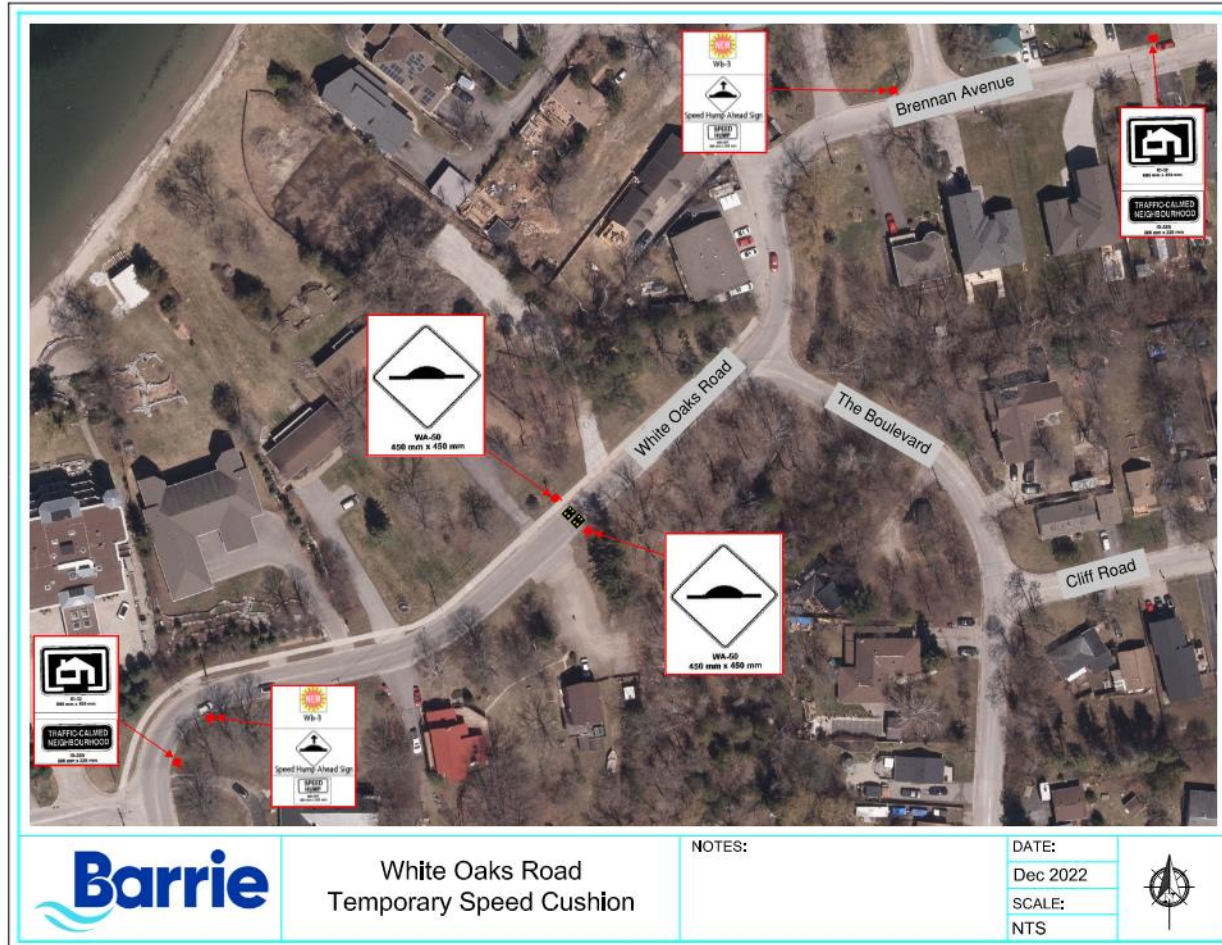 NEW
Wb-3
Speed Hump Ahead Sign
SPEED
HUMP
Brennan Avenue
TRAFFIC-CALMED
NEIGHBOURHOOD
WA-50
450 mm x 450 mm
White Oaks Road
The Boulevard
Cliff Road
WA-50
450 mm x 450 mm
TRAFFIC-CALMED
NEIGHBOURHOOD
NEW
Wb-3
Speed Hump Ahead Sign
SPEED
HUMP
Barrie
White Oaks Road
Temporary Speed Cushion
NOTES:
DATE:
Dec 2022
SCALE:
NTS